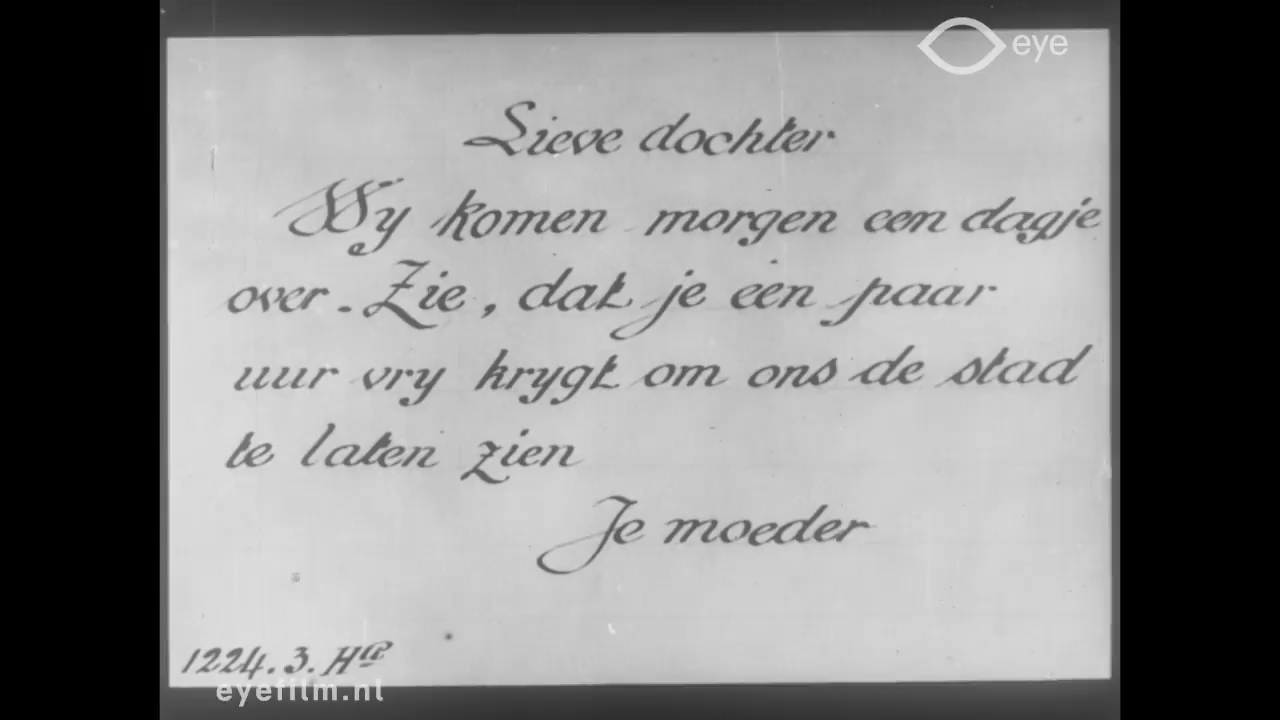 eye
Lieve dochter
Wy komen morgen een dagje
over. Zie, dat je een paar
uur vry krygt om ons de stad
te laten zien
Je moeder
1224.3.Ha
eyefilm.nl